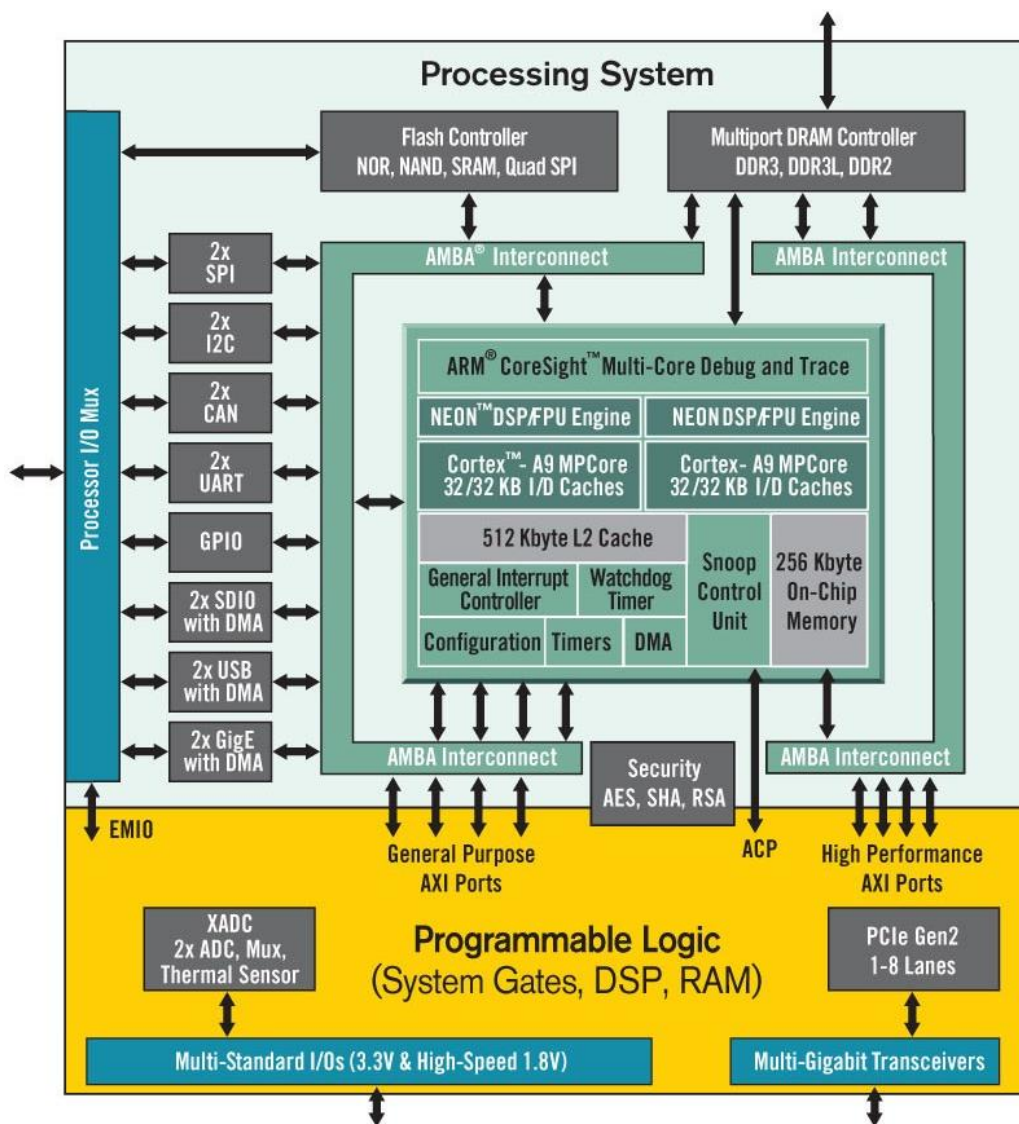 Processing System
Flash Controller
NOR, NAND, SRAM, Quad SPI
Multiport DRAM Controller
DDR3, DDR3L, DDR2
Processor I/O Mux
2x
SPI
2x
I2C
2x
CAN
2x
UART
GPIO
2x SDIO
with DMA
2x USB
with DMA
2x GigE
with DMA
AMBA® Interconnect
AMBA Interconnect
ARM® CoreSight™ Multi-Core Debug and Trace
NEON™ DSP/FPU Engine
NEON DSP/FPU Engine
Cortex™- A9 MPCore
32/32 KB I/D Caches
Cortex- A9 MPCore
32/32 KB I/D Caches
512 Kbyte L2 Cache
General Interrupt
Controller
Watchdog
Timer
Configuration
Timers
DMA
Snoop
Control
Unit
256 Kbyte
On-Chip
Memory
AMBA Interconnect
Security
AES, SHA, RSA
AMBA Interconnect
EMIO
General Purpose
AXI Ports
ACP
High Performance
AXI Ports
XADC
2x ADC, Mux,
Thermal Sensor
Programmable Logic
(System Gates, DSP, RAM)
PCIe Gen2
1-8 Lanes
Multi-Standard I/Os (3.3V & High-Speed 1.8V)
Multi-Gigabit Transceivers